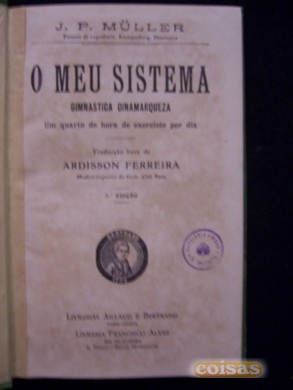 J. P. MÜLLER
O MEU SISTEMA
GIMNASTICA DINAMARQUEZA
Um quarto de hora de exercicio por dia
Traducção livre de
ARDISSON FERREIRA
EDIÇÃO
LIVRARIAS AILLAUD E BERTRAND
LIVRARIA FRANCISCO ALVES
coisas